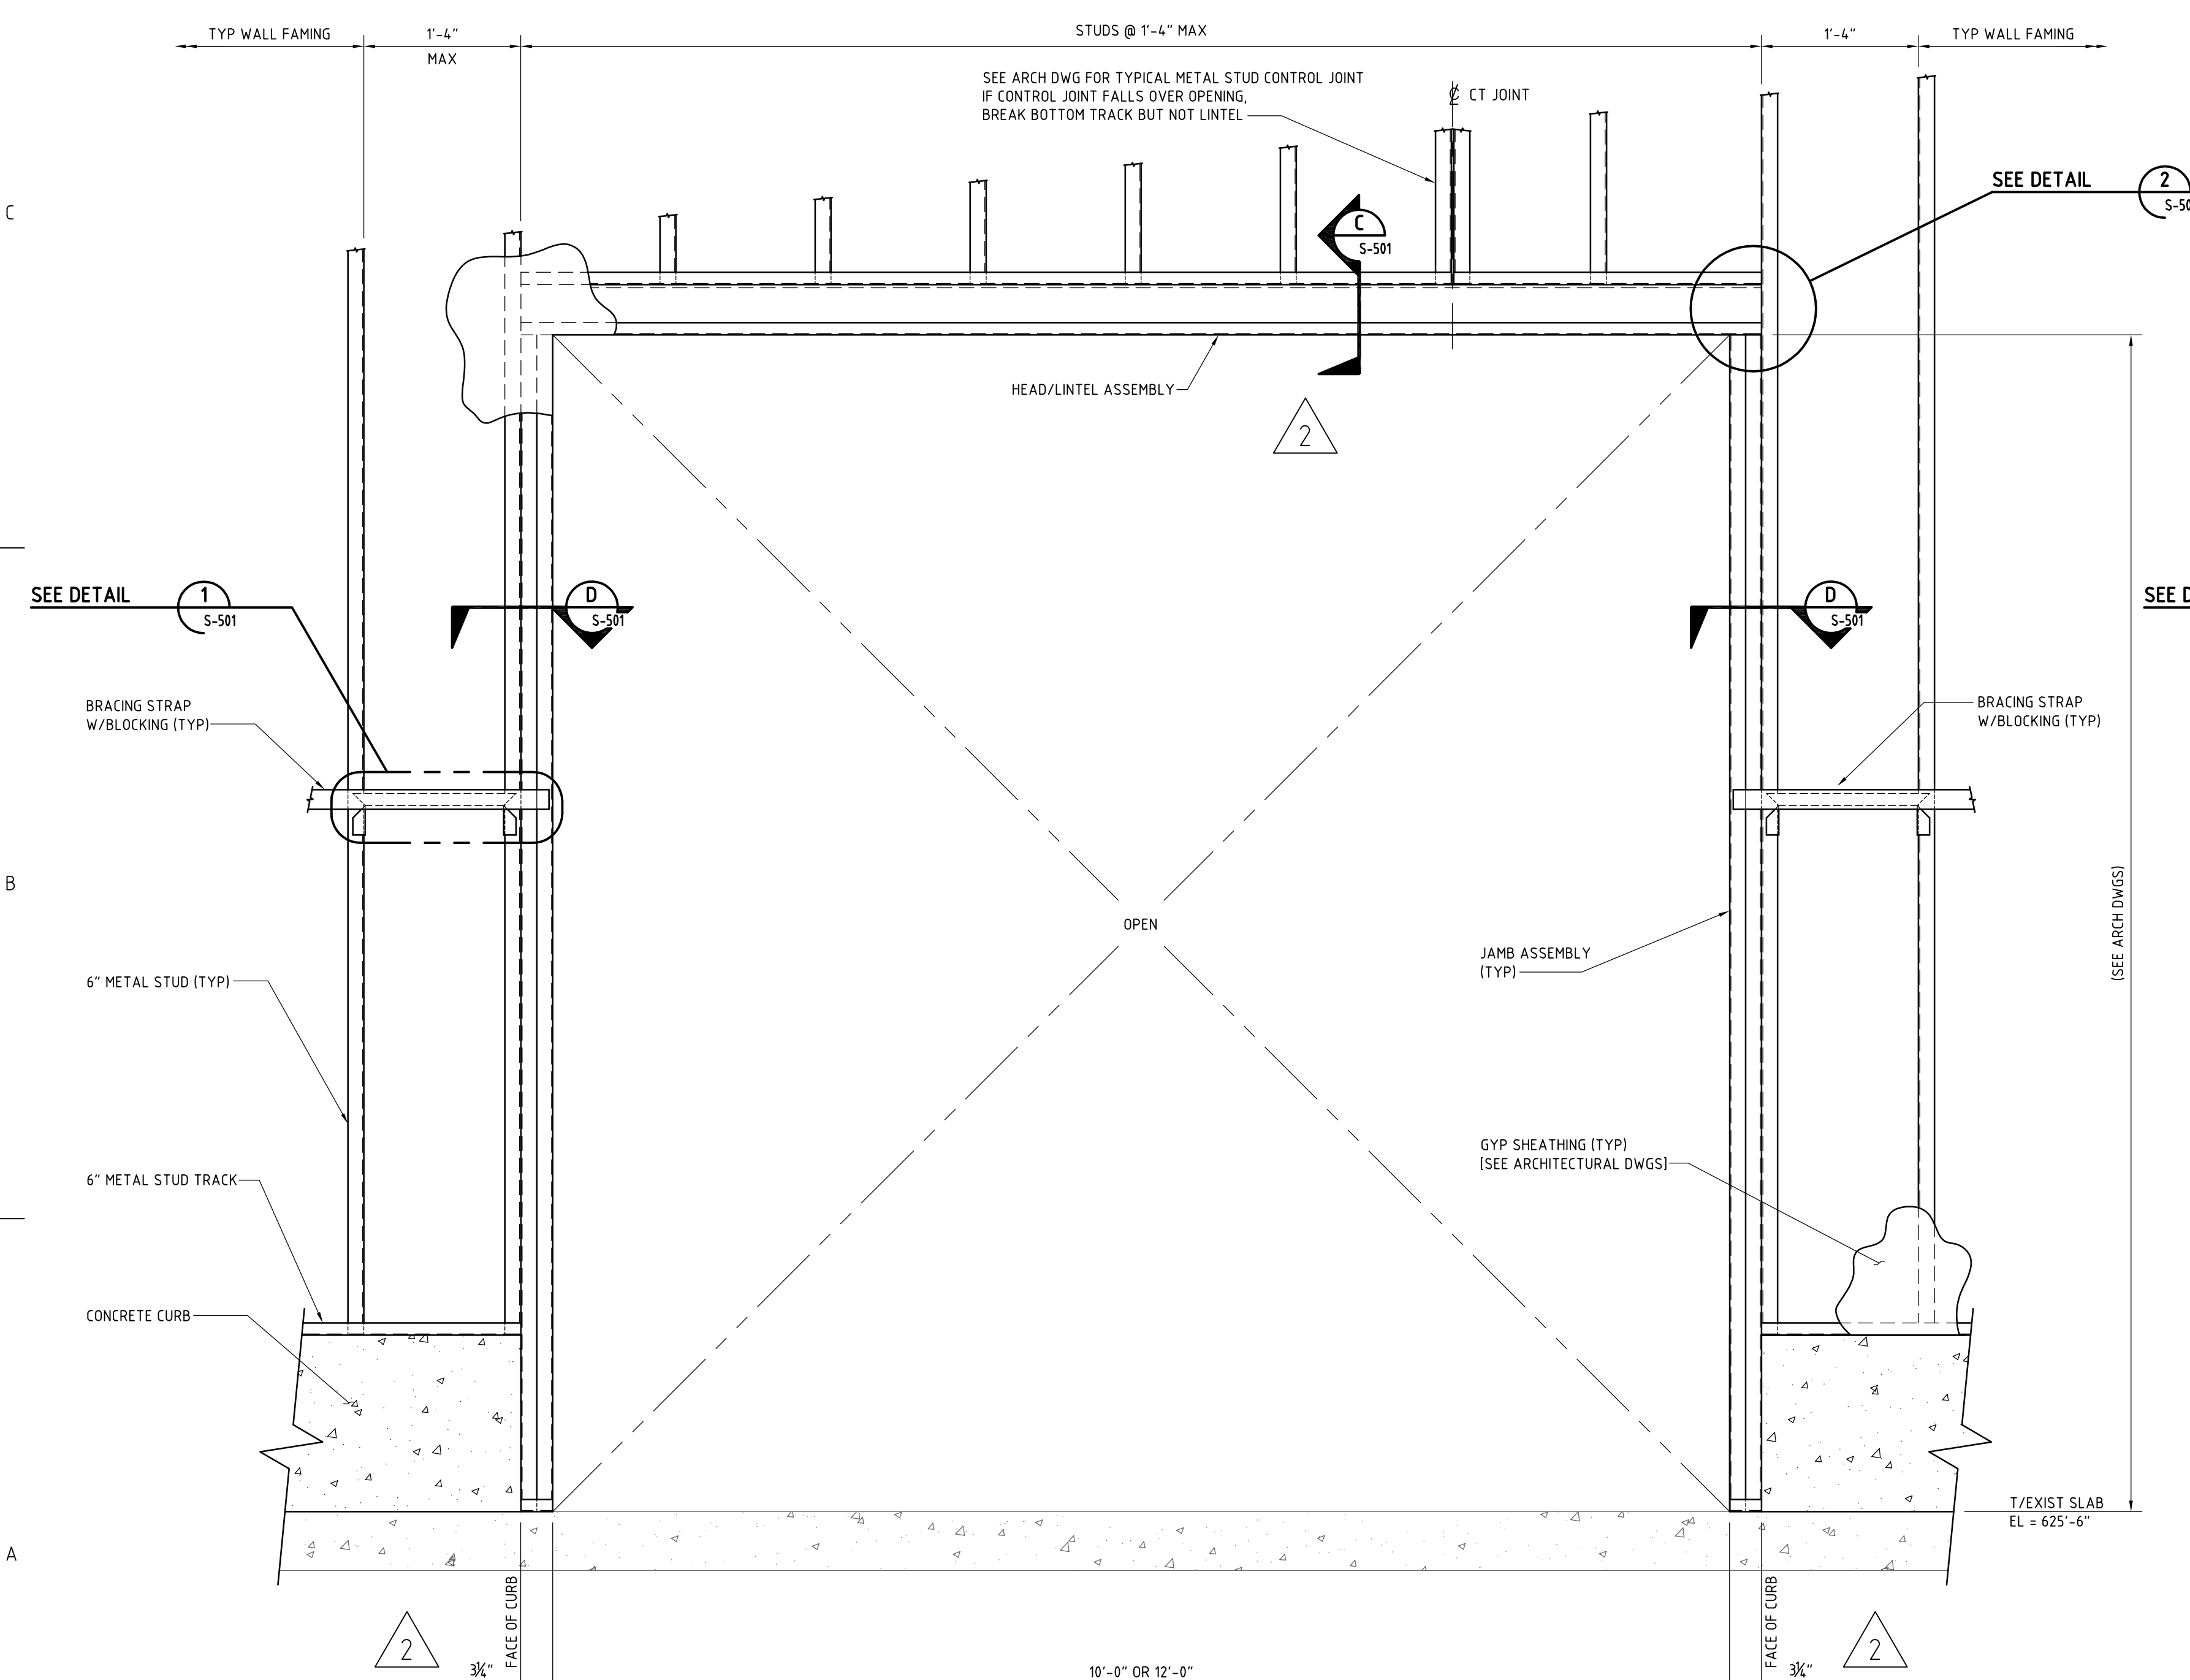 TYP WALL FAMING
1'-4"
MAX
STUDS @ 1'-4" MAX
1'-4"
TYP WALL FAMING
SEE ARCH DWG FOR TYPICAL METAL STUD CONTROL JOINT
IF CONTROL JOINT FALLS OVER OPENING,
BREAK BOTTOM TRACK BUT NOT LINTEL
CT JOINT
SEE DETAIL
2
C
C
S-501
HEAD/LINTEL ASSEMBLY
2
SEE DETAIL
1
S-501
D
S-501
D
S-501
BRACING STRAP
W/BLOCKING (TYP)
BRACING STRAP
W/BLOCKING (TYP)
B
OPEN
(SEE ARCH DWGS)
JAMB ASSEMBLY
(TYP)
6" METAL STUD (TYP)
GYP SHEATHING (TYP)
[SEE ARCHITECTURAL DWGS]
6" METAL STUD TRACK
CONCRETE CURB
T/EXIST SLAB
EL = 625'-6"
A
FACE OF CURB
FACE OF CURB
2
2
3¼"
10'-0" OR 12'-0"
3¼"